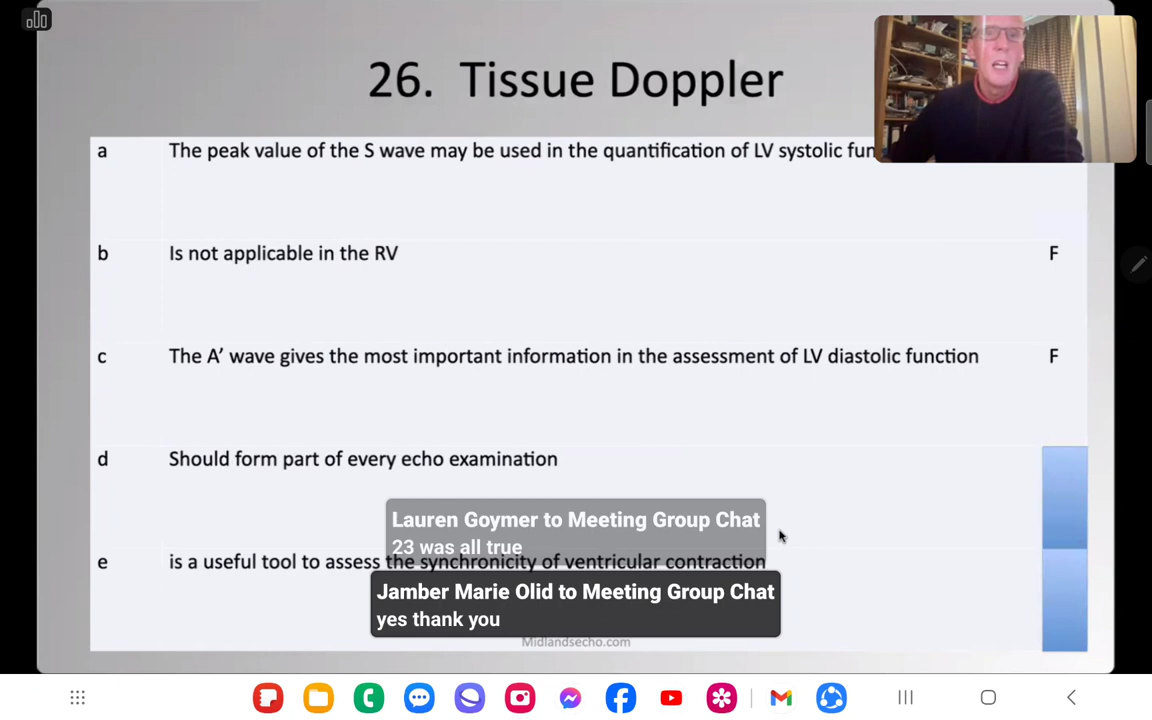 26. Tissue Doppler
a The peak value of the S wave may be used in the quantification of LV systolic fun
b Is not applicable in the RV F
c The A’ wave gives the most important information in the assessment of LV diastolic function F
d Should form part of every echo examination
Lauren Goymer to Meeting Group Chat
23 was all true
e is a useful tool to assess the synchronicity of ventricular contraction
Jamber Marie Olid to Meeting Group Chat
yes thank you
Midlandsecho.com